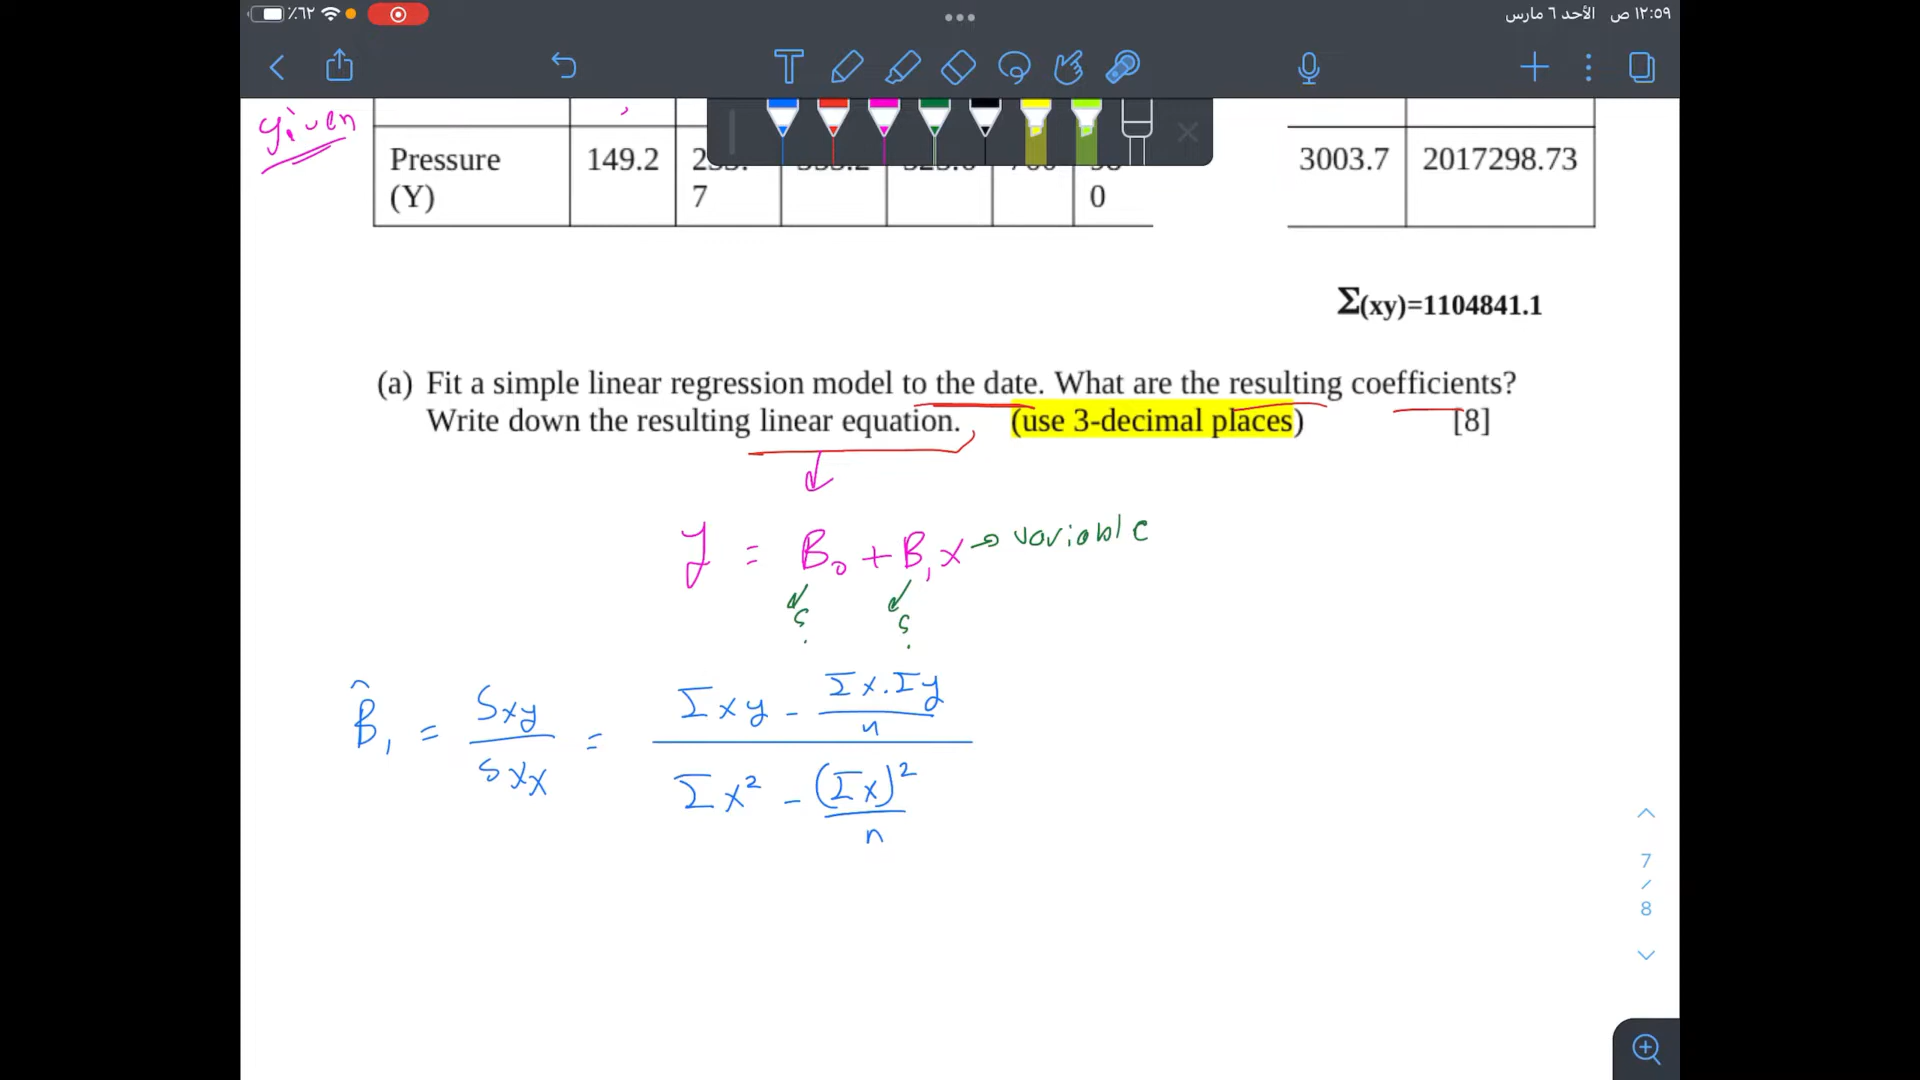 ٪٦٢
١٢:٥٩ ص الأحد ٦ مارس
given
Pressure (Y) 149.2 7 0 3003.7 2017298.73
Σ(xy)=1104841.1
(a) Fit a simple linear regression model to the date. What are the resulting coefficients?
Write down the resulting linear equation. (use 3-decimal places) [8]
y = B₀ + B₁x → variable
؟ ؟
B̂₁ = Sxy / Sxx = (Σxy - (Σx.Σy)/n) / (Σx² - (Σx)²/n)
7
/
8